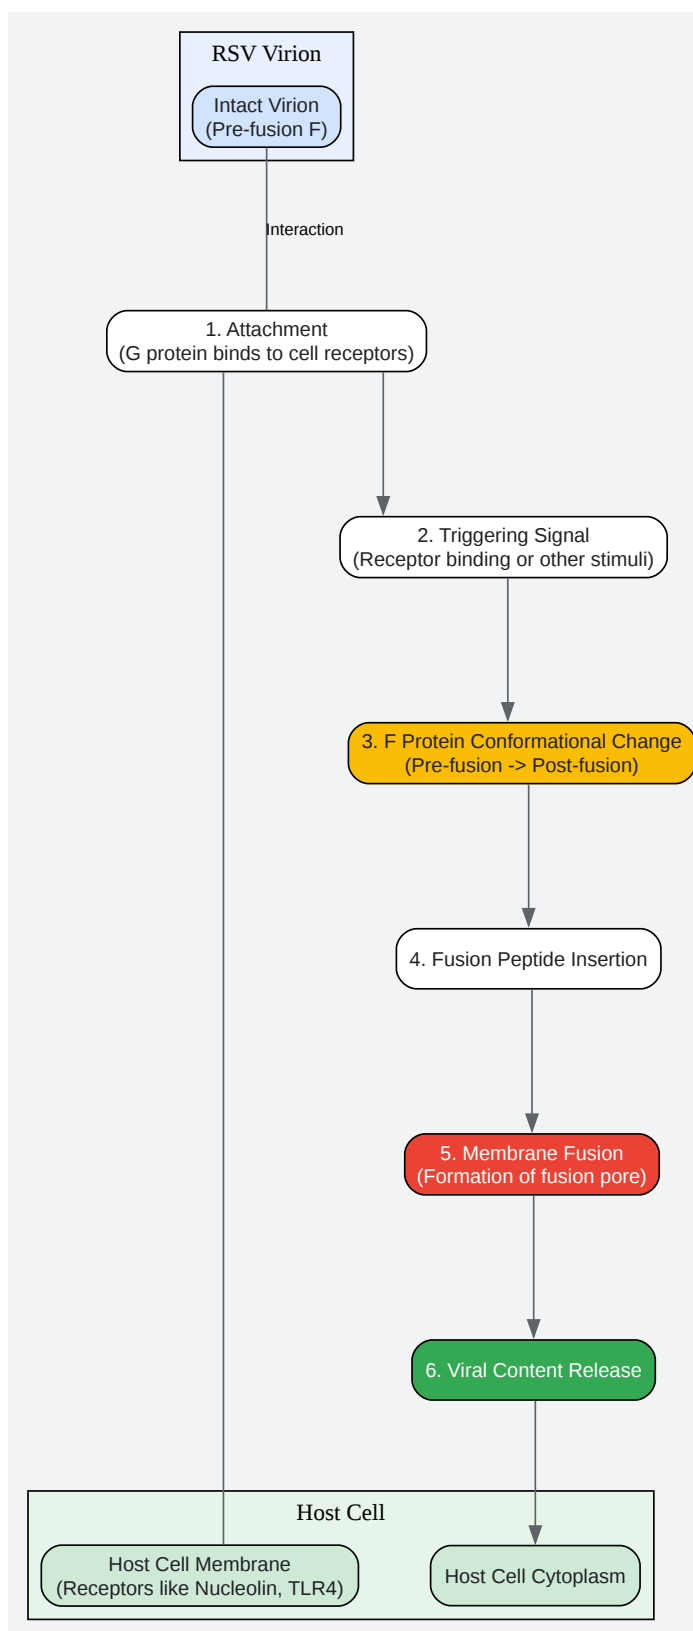 RSV Virion
Intact Virion
(Pre-fusion F)
Interaction
1. Attachment
(G protein binds to cell receptors)
2. Triggering Signal
(Receptor binding or other stimuli)
3. F Protein Conformational Change
(Pre-fusion -> Post-fusion)
4. Fusion Peptide Insertion
5. Membrane Fusion
(Formation of fusion pore)
6. Viral Content Release
Host Cell
Host Cell Membrane
(Receptors like Nucleolin, TLR4)
Host Cell Cytoplasm